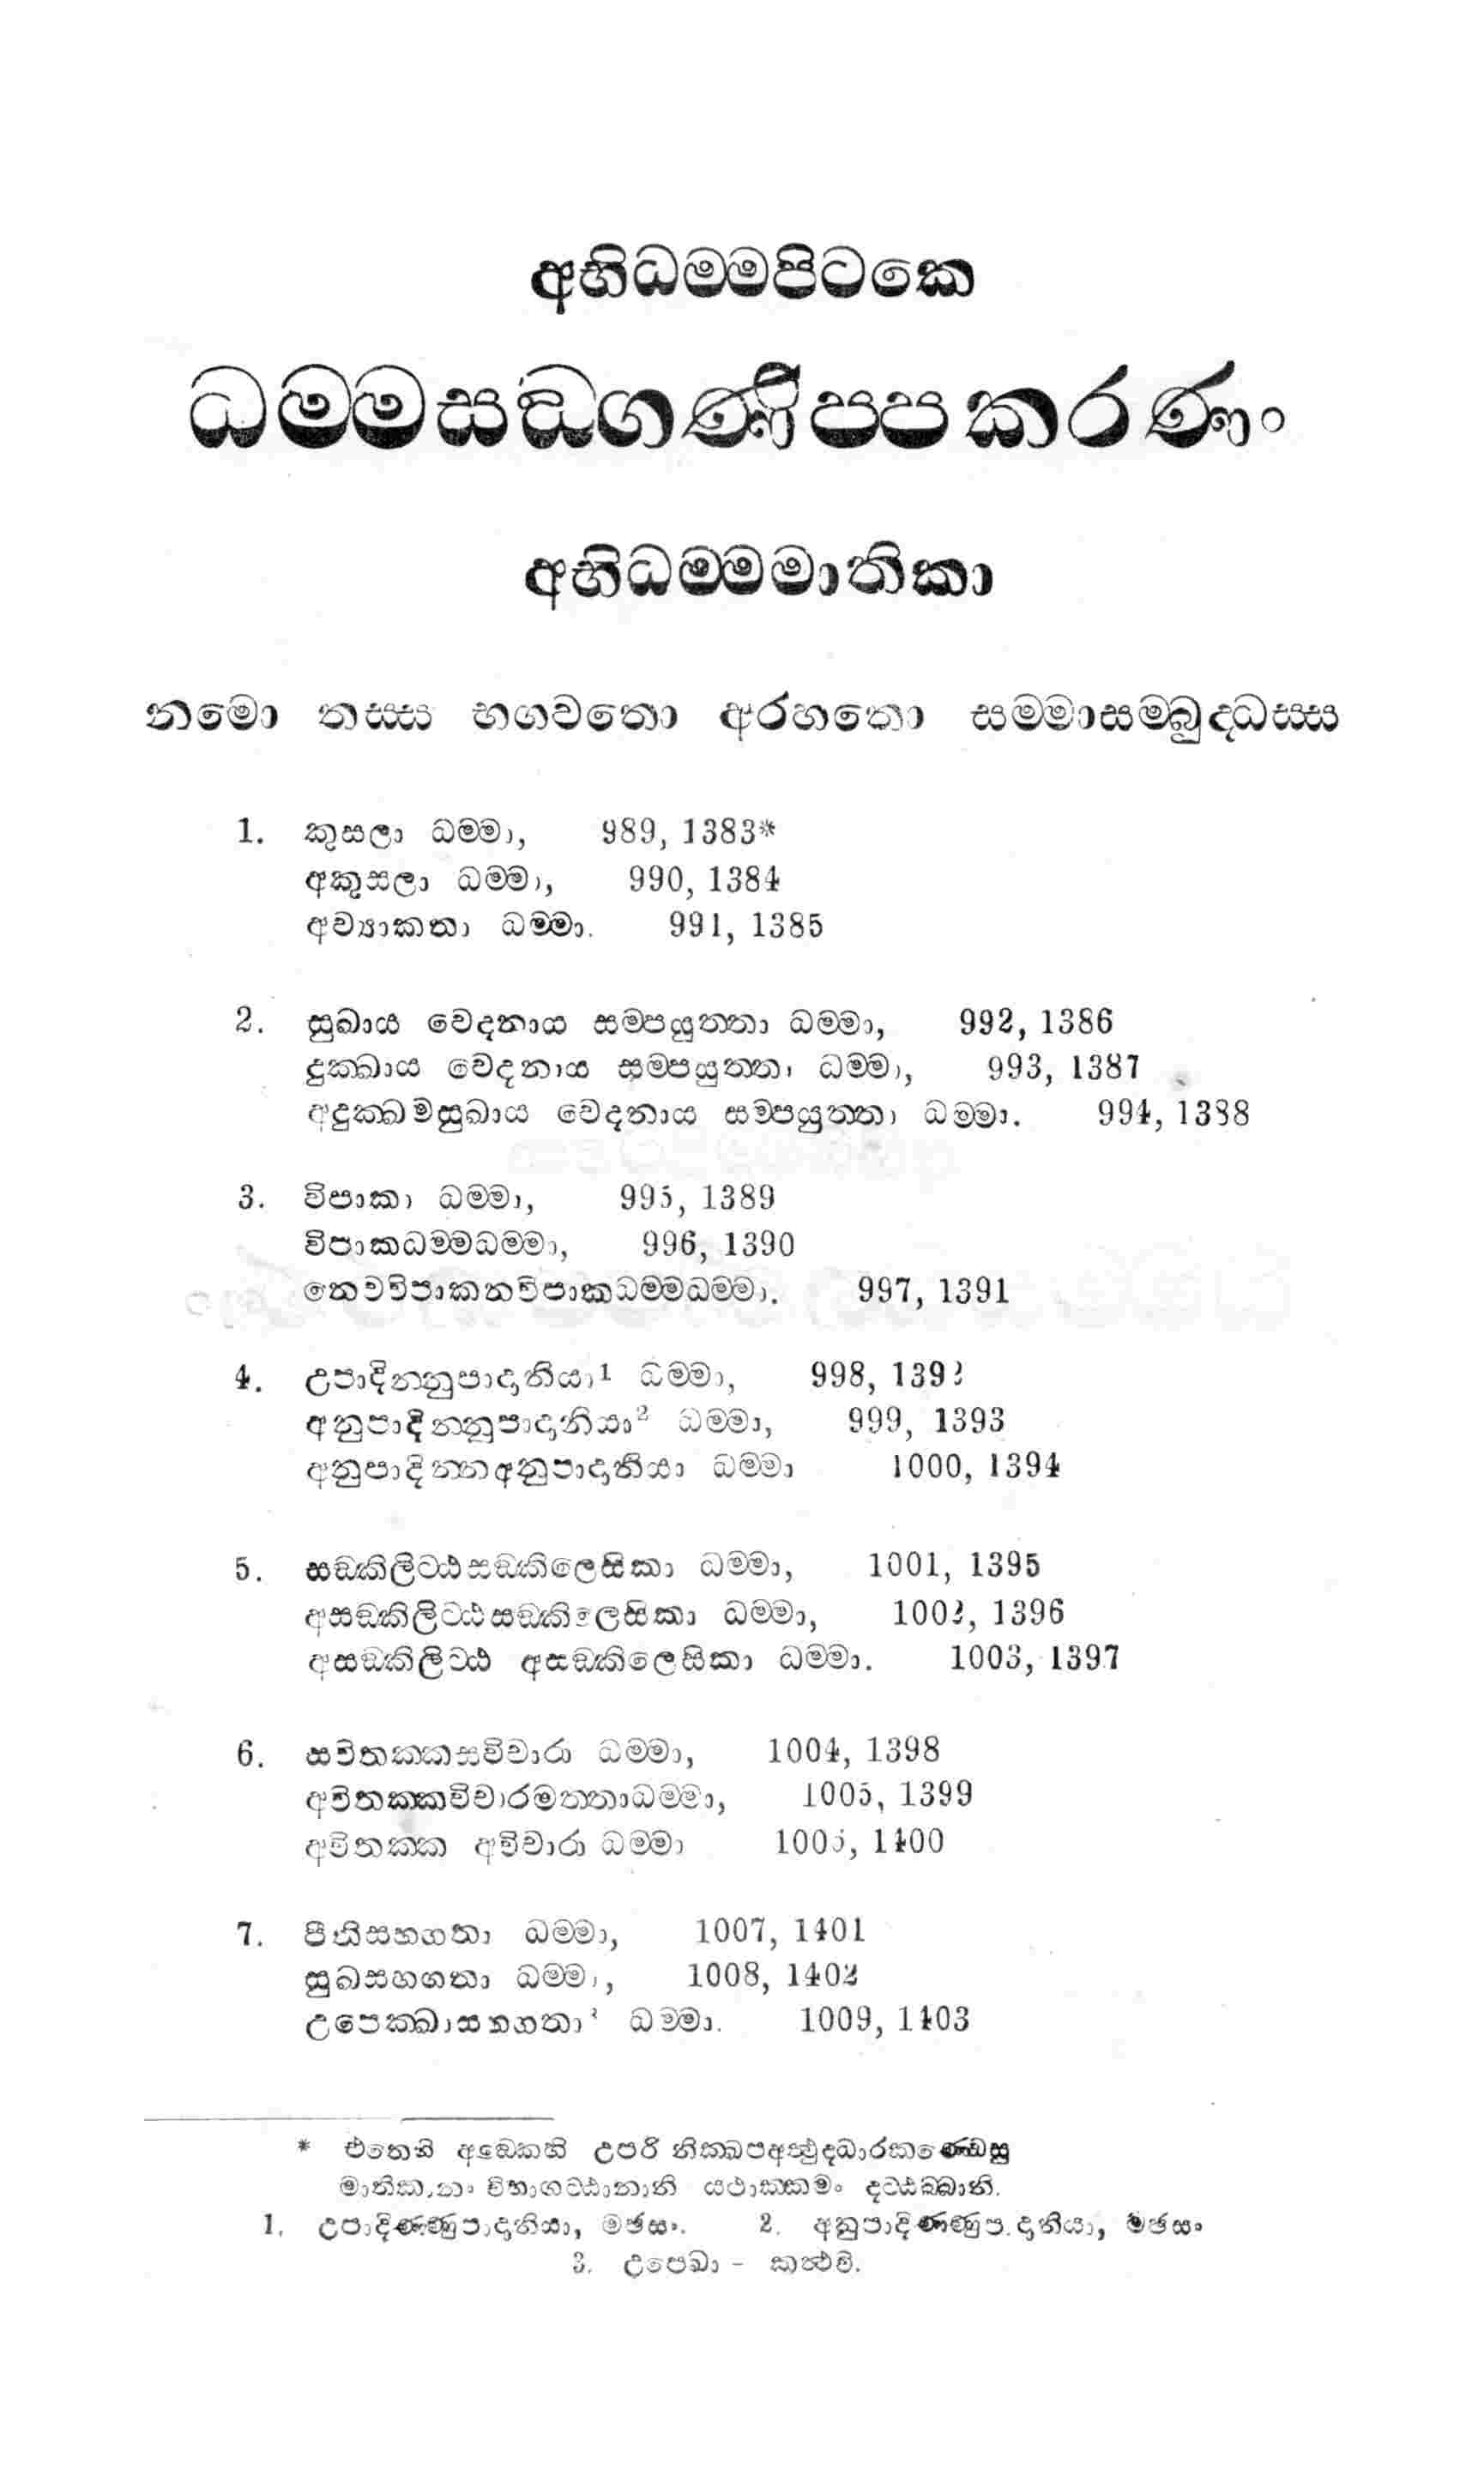 අභිධම්මපිටකෙ
ධම්මසඞ්ගණිප්පකරණං
අභිධම්මමාතිකා
නමො තස්ස භගවතො අරහතො සම්මාසම්බුද්ධස්ස
1. කුසලා ධම්මා, 989, 1383*
අකුසලා ධම්මා, 990, 1384
අව්‍යාකතා ධම්මා. 991, 1385
2. සුඛාය වෙදනාය සම්පයුත්තා ධම්මා, 992, 1386
දුක්ඛාය වෙදනාය සම්පයුත්තා ධම්මා, 993, 1387
අදුක්ඛමසුඛාය වෙදනාය සම්පයුත්තා ධම්මා. 994, 1388
3. විපාකා ධම්මා, 995, 1389
විපාකධම්මධම්මා, 996, 1390
නෙවවිපාකනවිපාකධම්මධම්මා. 997, 1391
4. උපාදින්නුපාදානියා1 ධම්මා, 998, 1392
අනුපාදින්නුපාදානියා2 ධම්මා, 999, 1393
අනුපාදින්නඅනුපාදානියා ධම්මා 1000, 1394
5. සඞ්කිලිට්ඨසඞ්කිලෙසිකා ධම්මා, 1001, 1395
අසඞ්කිලිට්ඨසඞ්කිලෙසිකා ධම්මා, 1002, 1396
අසඞ්කිලිට්ඨ අසඞ්කිලෙසිකා ධම්මා. 1003, 1397
6. සවිතක්කසවිචාරා ධම්මා, 1004, 1398
අවිතක්කවිචාරමත්තාධම්මා, 1005, 1399
අවිතක්ක අවිචාරා ධම්මා 1006, 1400
7. පීතිසහගතා ධම්මා, 1007, 1401
සුඛසහගතා ධම්මා, 1008, 1402
උපෙක්ඛාසහගතා3 ධම්මා. 1009, 1403
* එතෙහි අඞ්කෙහි උපරි නික්ඛපඅත්ථුද්ධාරකණ්ඩෙසු
මාතිකානං විභාගට්ඨානානි යථාක්කමං දට්ඨබ්බානි.
1. උපාදිණ්ණුපාදානියා, මඡසං. 2. අනුපාදිණ්ණුපාදානියා, මඡසං
3. උපෙඛා - කත්ථචි.